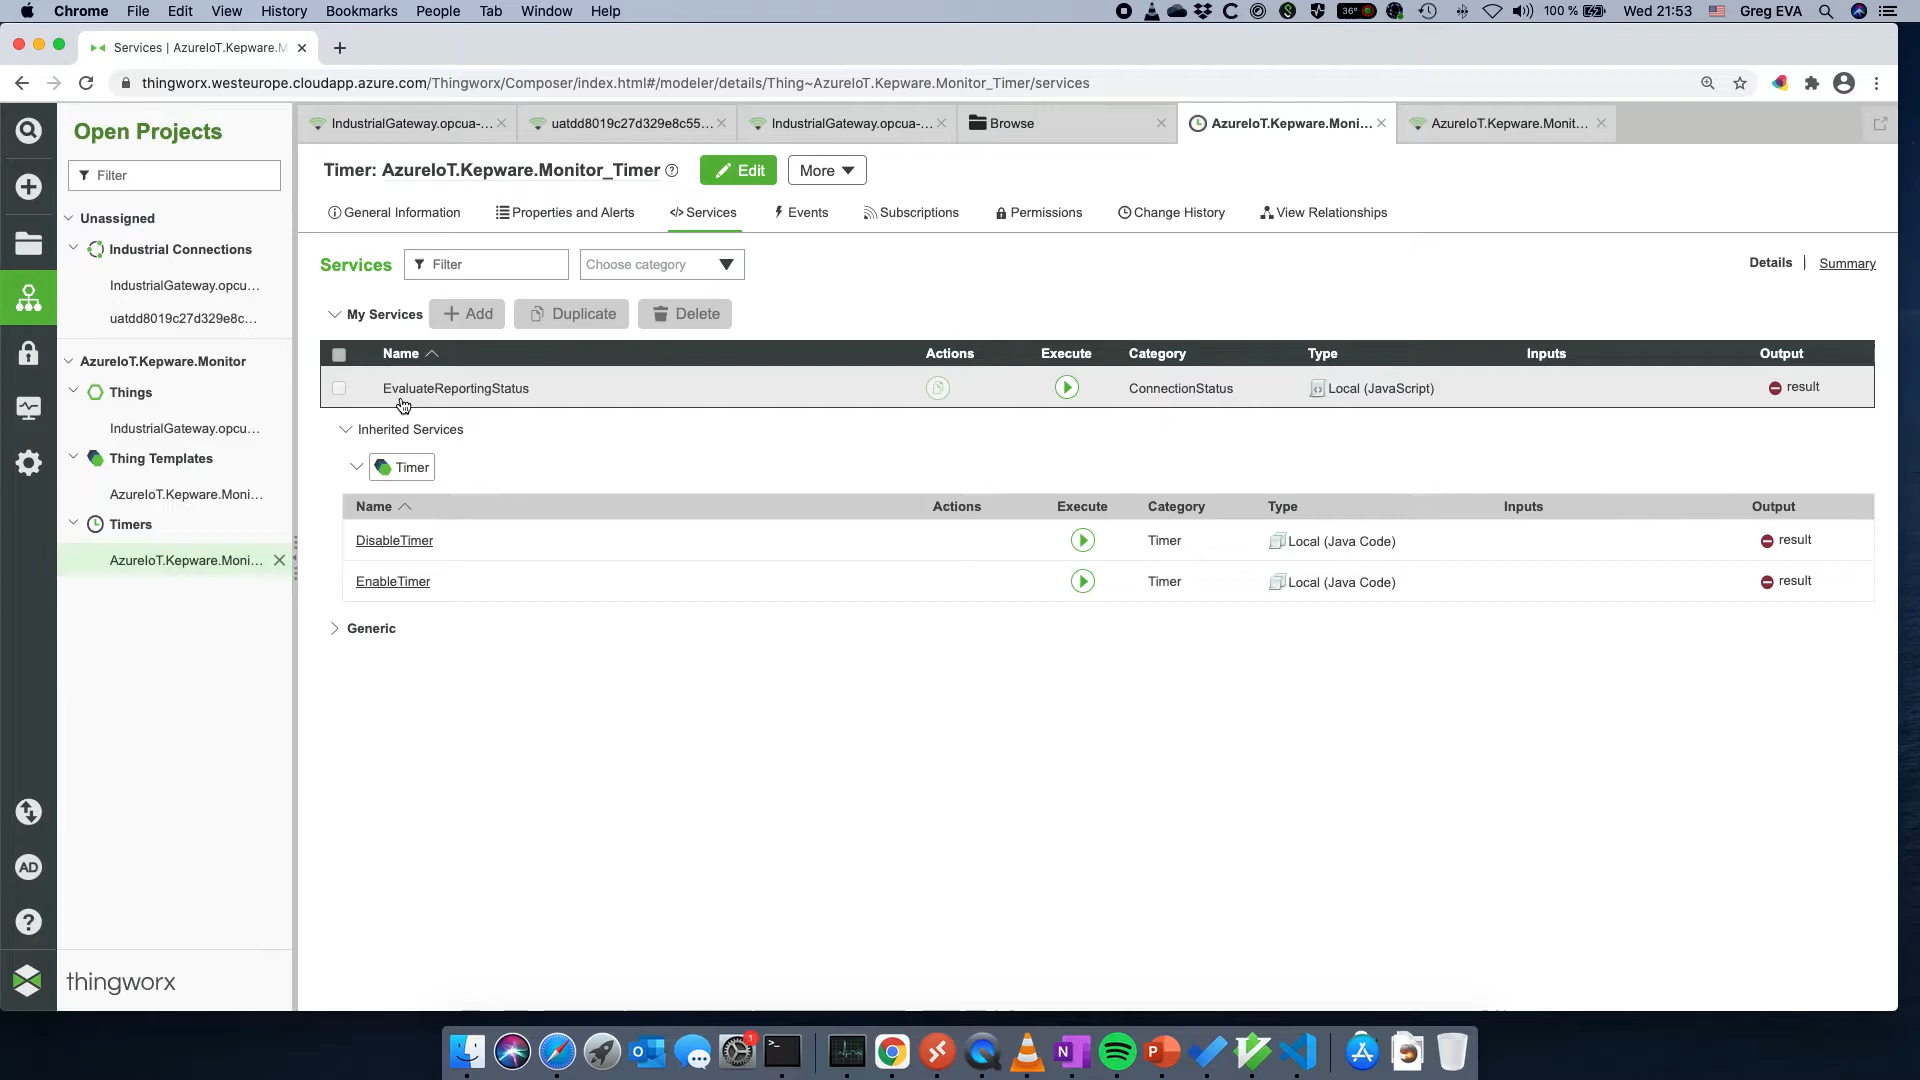 Chrome File Edit View History Bookmarks People Tab Window Help 36° 100 % Wed 21:53 Greg EVA
Services | AzureIoT.Kepware.M
thingworx.westeurope.cloudapp.azure.com/Thingworx/Composer/index.html#/modeler/details/Thing~AzureIoT.Kepware.Monitor_Timer/services
Open Projects
Filter
Unassigned
Industrial Connections
IndustrialGateway.opcu...
uatdd8019c27d329e8c...
AzureIoT.Kepware.Monitor
Things
IndustrialGateway.opcu...
Thing Templates
AzureIoT.Kepware.Moni...
Timers
AzureIoT.Kepware.Moni...
AD
thingworx
IndustrialGateway.opcua-... uatdd8019c27d329e8c55... IndustrialGateway.opcua-... Browse AzureIoT.Kepware.Moni... AzureIoT.Kepware.Monit...
Timer: AzureIoT.Kepware.Monitor_Timer Edit More
General Information Properties and Alerts Services Events Subscriptions Permissions Change History View Relationships
Services Filter Choose category Details | Summary
My Services Add Duplicate Delete
Name Actions Execute Category Type Inputs Output
EvaluateReportingStatus ConnectionStatus Local (JavaScript) result
Inherited Services
Timer
Name Actions Execute Category Type Inputs Output
DisableTimer Timer Local (Java Code) result
EnableTimer Timer Local (Java Code) result
Generic
1